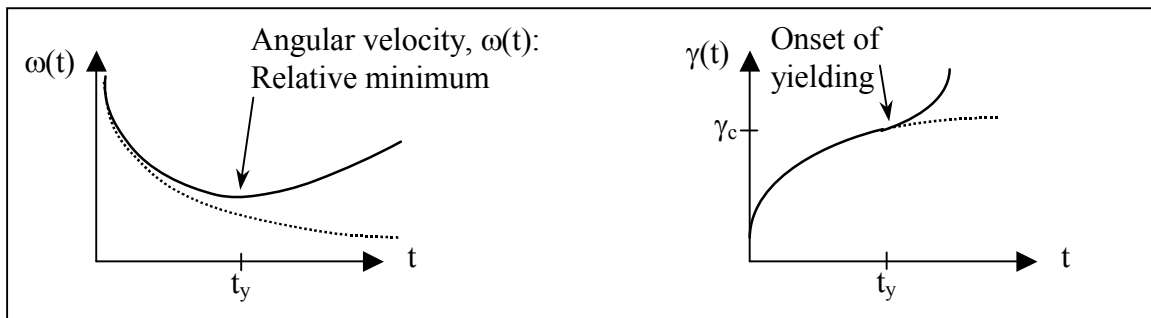 ω(t)
Angular velocity, ω(t):
Relative minimum
t
t_y
γ(t)
Onset of
yielding
γ_c
t
t_y